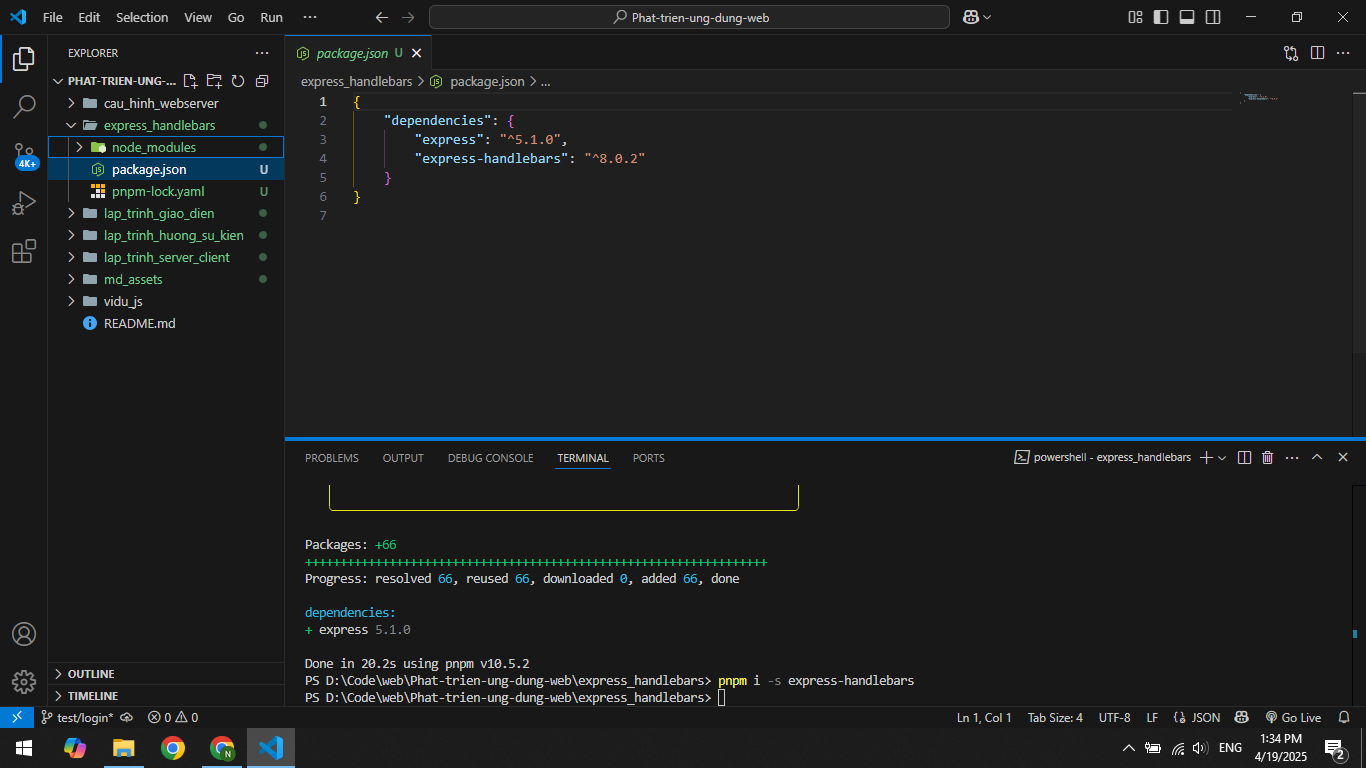 File Edit Selection View Go Run ··· Phat-trien-ung-dung-web
EXPLORER ···
package.json U
PHAT-TRIEN-UNG-...
express_handlebars > package.json > ...
cau_hinh_webserver
express_handlebars
node_modules
package.json U
pnpm-lock.yaml U
lap_trinh_giao_dien
lap_trinh_huong_su_kien
lap_trinh_server_client
md_assets
vidu_js
README.md
4K+
1 {
2 "dependencies": {
3 "express": "^5.1.0",
4 "express-handlebars": "^8.0.2"
5 }
6 }
7
PROBLEMS OUTPUT DEBUG CONSOLE TERMINAL PORTS powershell - express_handlebars
Packages: +66
++++++++++++++++++++++++++++++++++++++++++++++++++++++++++++++++++
Progress: resolved 66, reused 66, downloaded 0, added 66, done
dependencies:
+ express 5.1.0
Done in 20.2s using pnpm v10.5.2
PS D:\Code\web\Phat-trien-ung-dung-web\express_handlebars> pnpm i -s express-handlebars
PS D:\Code\web\Phat-trien-ung-dung-web\express_handlebars>
OUTLINE
TIMELINE
test/login* 0 0 Ln 1, Col 1 Tab Size: 4 UTF-8 LF {} JSON Go Live
N
ENG
1:34 PM
4/19/2025
2